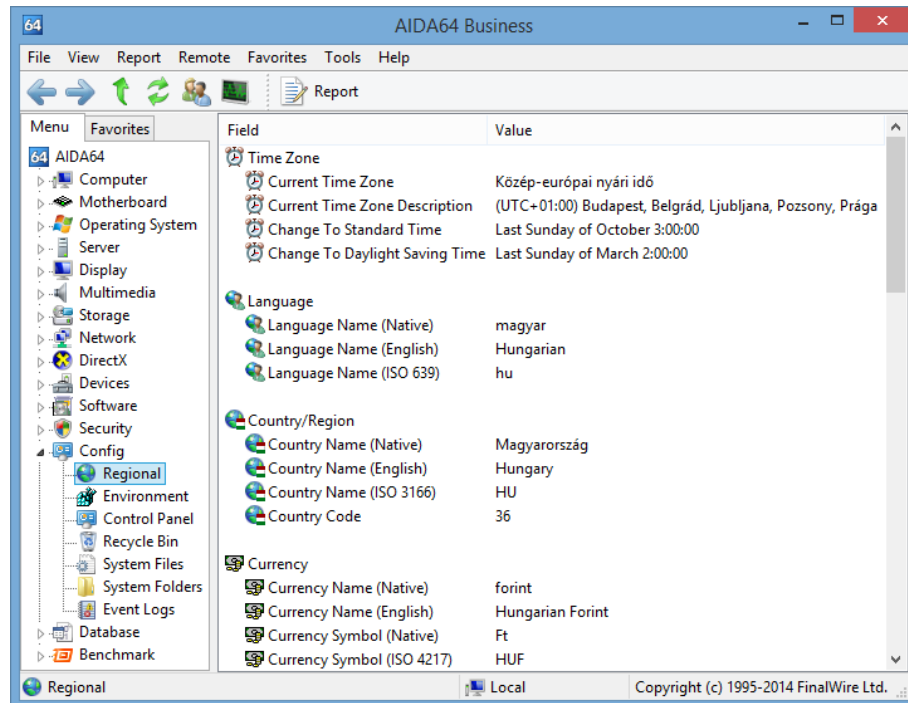 64 AIDA64 Business
File View Report Remote Favorites Tools Help
Report
Menu Favorites
64 AIDA64
Computer
Motherboard
Operating System
Server
Display
Multimedia
Storage
Network
DirectX
Devices
Software
Security
Config
Regional
Environment
Control Panel
Recycle Bin
System Files
System Folders
Event Logs
Database
Benchmark
Field Value
Time Zone
Current Time Zone Közép-európai nyári idő
Current Time Zone Description (UTC+01:00) Budapest, Belgrád, Ljubljana, Pozsony, Prága
Change To Standard Time Last Sunday of October 3:00:00
Change To Daylight Saving Time Last Sunday of March 2:00:00
Language
Language Name (Native) magyar
Language Name (English) Hungarian
Language Name (ISO 639) hu
Country/Region
Country Name (Native) Magyarország
Country Name (English) Hungary
Country Name (ISO 3166) HU
Country Code 36
Currency
Currency Name (Native) forint
Currency Name (English) Hungarian Forint
Currency Symbol (Native) Ft
Currency Symbol (ISO 4217) HUF
Regional Local Copyright (c) 1995-2014 FinalWire Ltd.